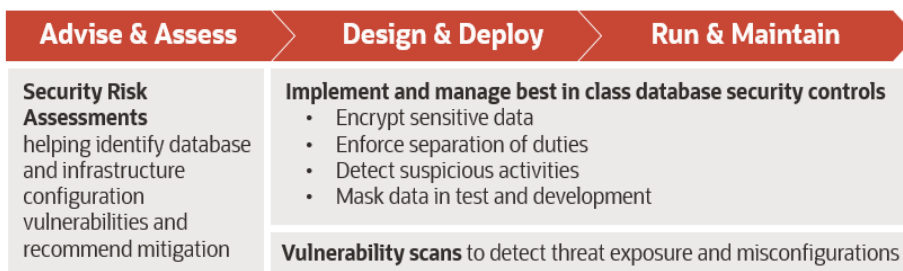 Advise & Assess
Design & Deploy
Run & Maintain
Security Risk
Assessments
helping identify database
and infrastructure
configuration
vulnerabilities and
recommend mitigation
Implement and manage best in class database security controls
• Encrypt sensitive data
• Enforce separation of duties
• Detect suspicious activities
• Mask data in test and development
Vulnerability scans to detect threat exposure and misconfigurations